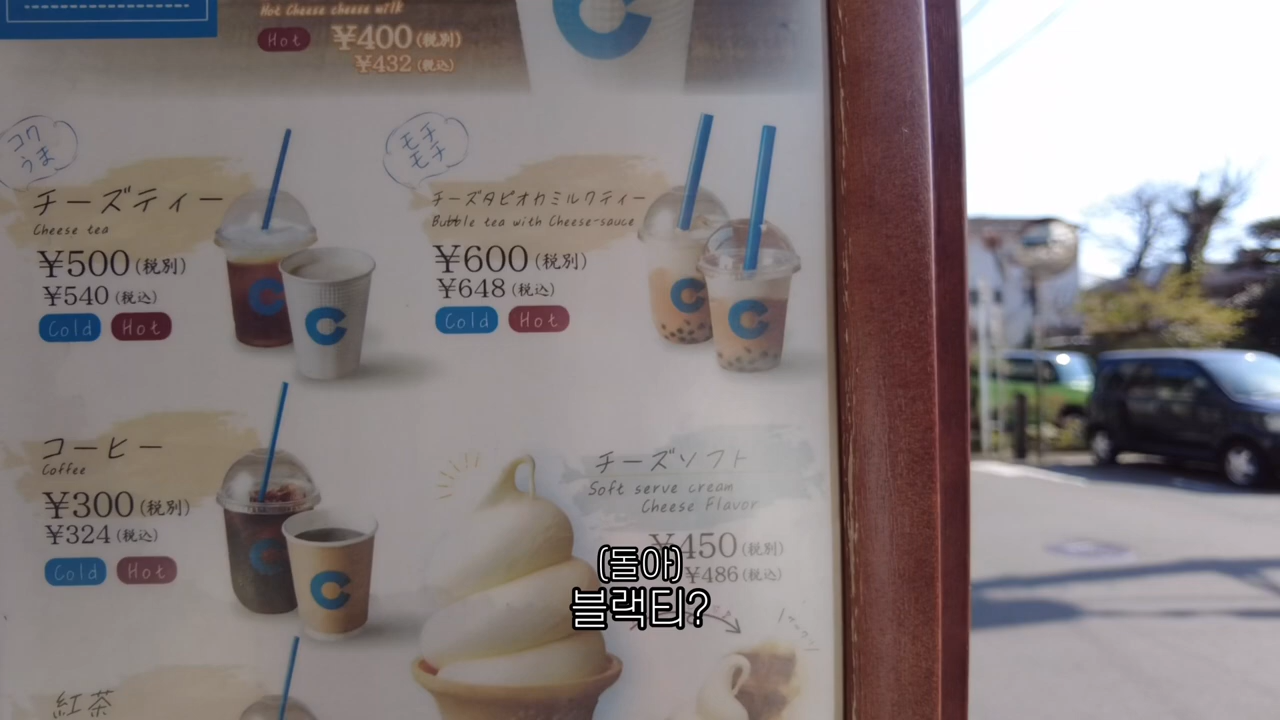 Hot Cheese cheese milk
Hot ¥400(税別)
¥432(税込)
コク
うま
チーズティー
Cheese tea
¥500(税別)
¥540(税込)
Cold Hot
モチ
モチ
チーズタピオカミルクティー
Bubble tea with Cheese-sauce
¥600(税別)
¥648(税込)
Cold Hot
コーヒー
Coffee
¥300(税別)
¥324(税込)
Cold Hot
チーズソフト
Soft serve cream
Cheese Flavor
¥450(税別)
¥486(税込)
(돌아)
블랙티?
紅茶